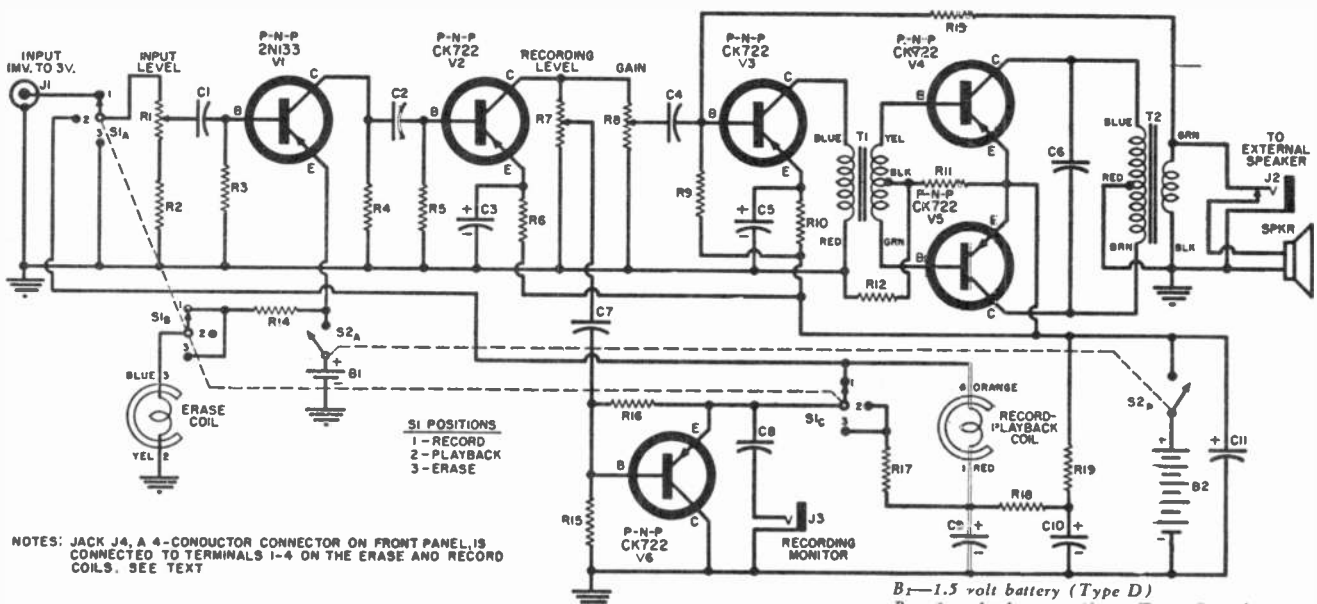 INPUT
1MV. TO 3V.
J1
1
2
3
S1A
INPUT
LEVEL
R1
R2
C1
R3
P-N-P
2N133
V1
B
C
E
C2
R4
R5
P-N-P
CK722
V2
B
C
E
C3
R6
RECORDING
LEVEL
R7
GAIN
R8
C4
R9
R15
P-N-P
CK722
V3
B
C
E
C5
R10
BLUE
T1
YEL
BLK
RED
GRN
R11
R12
P-N-P
CK722
V4
B
C
E
P-N-P
CK722
V5
B
E
C
C6
BLUE
T2
GRN
RED
BRN
BLK
TO
EXTERNAL
SPEAKER
J2
SPKR
S1B
1
2
3
R14
S2A
B1
BLUE 3
ERASE
COIL
YEL 2
S1 POSITIONS
1 - RECORD
2 - PLAYBACK
3 - ERASE
C7
R16
R15
B
E
C
P-N-P
CK722
V6
C8
J3
RECORDING
MONITOR
S1C
1
2
3
R17
ORANGE
RECORD-
PLAYBACK
COIL
1 RED
R18
R19
C9
C10
S2
B2
C11
NOTES: JACK J4, A 4-CONDUCTOR CONNECTOR ON FRONT PANEL, IS
CONNECTED TO TERMINALS 1-4 ON THE ERASE AND RECORD
COILS. SEE TEXT
B1—1.5 volt battery (Type D)